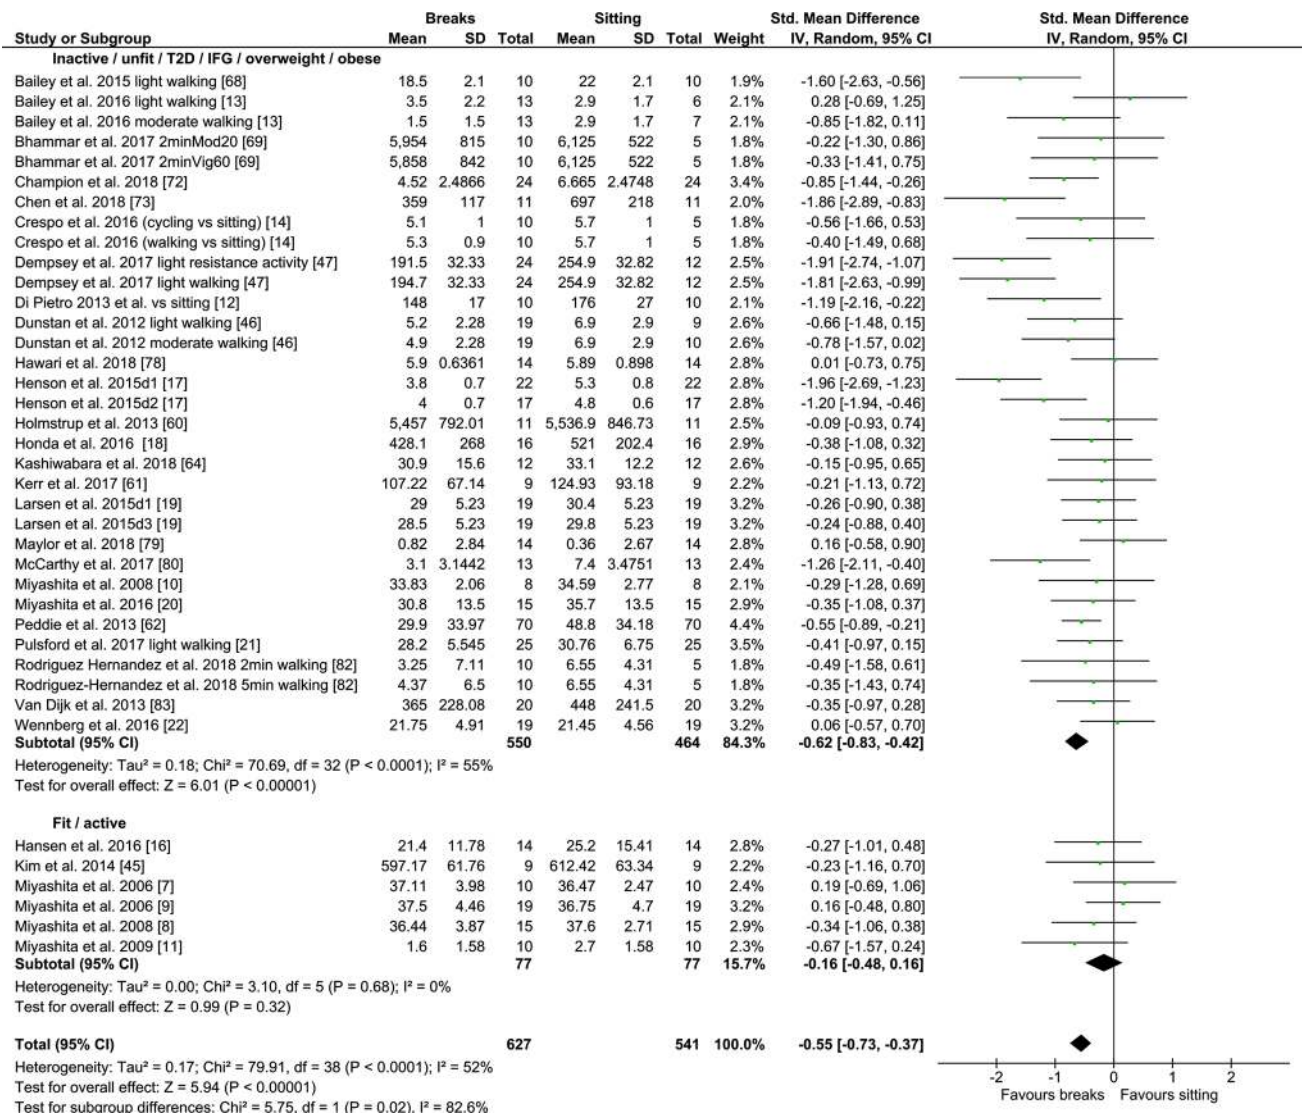 Breaks Sitting Std. Mean Difference Std. Mean Difference
Study or Subgroup Mean SD Total Mean SD Total Weight IV, Random, 95% CI IV, Random, 95% CI
Inactive / unfit / T2D / IFG / overweight / obese
Bailey et al. 2015 light walking [68] 18.5 2.1 10 22 2.1 10 1.9% -1.60 [-2.63, -0.56]
Bailey et al. 2016 light walking [13] 3.5 2.2 13 2.9 1.7 6 2.1% 0.28 [-0.69, 1.25]
Bailey et al. 2016 moderate walking [13] 1.5 1.5 13 2.9 1.7 7 2.1% -0.85 [-1.82, 0.11]
Bhammar et al. 2017 2minMod20 [69] 5,954 815 10 6,125 522 5 1.8% -0.22 [-1.30, 0.86]
Bhammar et al. 2017 2minVig60 [69] 5,858 842 10 6,125 522 5 1.8% -0.33 [-1.41, 0.75]
Champion et al. 2018 [72] 4.52 2.4866 24 6.665 2.4748 24 3.4% -0.85 [-1.44, -0.26]
Chen et al. 2018 [73] 359 117 11 697 218 11 2.0% -1.86 [-2.89, -0.83]
Crespo et al. 2016 (cycling vs sitting) [14] 5.1 1 10 5.7 1 5 1.8% -0.56 [-1.66, 0.53]
Crespo et al. 2016 (walking vs sitting) [14] 5.3 0.9 10 5.7 1 5 1.8% -0.40 [-1.49, 0.68]
Dempsey et al. 2017 light resistance activity [47] 191.5 32.33 24 254.9 32.82 12 2.5% -1.91 [-2.74, -1.07]
Dempsey et al. 2017 light walking [47] 194.7 32.33 24 254.9 32.82 12 2.5% -1.81 [-2.63, -0.99]
Di Pietro 2013 et al. vs sitting [12] 148 17 10 176 27 10 2.1% -1.19 [-2.16, -0.22]
Dunstan et al. 2012 light walking [46] 5.2 2.28 19 6.9 2.9 9 2.6% -0.66 [-1.48, 0.15]
Dunstan et al. 2012 moderate walking [46] 4.9 2.28 19 6.9 2.9 10 2.6% -0.78 [-1.57, 0.02]
Hawari et al. 2018 [78] 5.9 0.6361 14 5.89 0.898 14 2.8% 0.01 [-0.73, 0.75]
Henson et al. 2015d1 [17] 3.8 0.7 22 5.3 0.8 22 2.8% -1.96 [-2.69, -1.23]
Henson et al. 2015d2 [17] 4 0.7 17 4.8 0.6 17 2.8% -1.20 [-1.94, -0.46]
Holmstrup et al. 2013 [60] 5,457 792.01 11 5,536.9 846.73 11 2.5% -0.09 [-0.93, 0.74]
Honda et al. 2016 [18] 428.1 268 16 521 202.4 16 2.9% -0.38 [-1.08, 0.32]
Kashiwabara et al. 2018 [64] 30.9 15.6 12 33.1 12.2 12 2.6% -0.15 [-0.95, 0.65]
Kerr et al. 2017 [61] 107.22 67.14 9 124.93 93.18 9 2.2% -0.21 [-1.13, 0.72]
Larsen et al. 2015d1 [19] 29 5.23 19 30.4 5.23 19 3.2% -0.26 [-0.90, 0.38]
Larsen et al. 2015d3 [19] 28.5 5.23 19 29.8 5.23 19 3.2% -0.24 [-0.88, 0.40]
Maylor et al. 2018 [79] 0.82 2.84 14 0.36 2.67 14 2.8% 0.16 [-0.58, 0.90]
McCarthy et al. 2017 [80] 3.1 3.1442 13 7.4 3.4751 13 2.4% -1.26 [-2.11, -0.40]
Miyashita et al. 2008 [10] 33.83 2.06 8 34.59 2.77 8 2.1% -0.29 [-1.28, 0.69]
Miyashita et al. 2016 [20] 30.8 13.5 15 35.7 13.5 15 2.9% -0.35 [-1.08, 0.37]
Peddie et al. 2013 [62] 29.9 33.97 70 48.8 34.18 70 4.4% -0.55 [-0.89, -0.21]
Pulsford et al. 2017 light walking [21] 28.2 5.545 25 30.76 6.75 25 3.5% -0.41 [-0.97, 0.15]
Rodriguez Hernandez et al. 2018 2min walking [82] 3.25 7.11 10 6.55 4.31 5 1.8% -0.49 [-1.58, 0.61]
Rodriguez-Hernandez et al. 2018 5min walking [82] 4.37 6.5 10 6.55 4.31 5 1.8% -0.35 [-1.43, 0.74]
Van Dijk et al. 2013 [83] 365 228.08 20 448 241.5 20 3.2% -0.35 [-0.97, 0.28]
Wennberg et al. 2016 [22] 21.75 4.91 19 21.45 4.56 19 3.2% 0.06 [-0.57, 0.70]
Subtotal (95% CI) 550 464 84.3% -0.62 [-0.83, -0.42]
Heterogeneity: Tau² = 0.18; Chi² = 70.69, df = 32 (P < 0.0001); I² = 55%
Test for overall effect: Z = 6.01 (P < 0.00001)
Fit / active
Hansen et al. 2016 [16] 21.4 11.78 14 25.2 15.41 14 2.8% -0.27 [-1.01, 0.48]
Kim et al. 2014 [45] 597.17 61.76 9 612.42 63.34 9 2.2% -0.23 [-1.16, 0.70]
Miyashita et al. 2006 [7] 37.11 3.98 10 36.47 2.47 10 2.4% 0.19 [-0.69, 1.06]
Miyashita et al. 2006 [9] 37.5 4.46 19 36.75 4.7 19 3.2% 0.16 [-0.48, 0.80]
Miyashita et al. 2008 [8] 36.44 3.87 15 37.6 2.71 15 2.9% -0.34 [-1.06, 0.38]
Miyashita et al. 2009 [11] 1.6 1.58 10 2.7 1.58 10 2.3% -0.67 [-1.57, 0.24]
Subtotal (95% CI) 77 77 15.7% -0.16 [-0.48, 0.16]
Heterogeneity: Tau² = 0.00; Chi² = 3.10, df = 5 (P = 0.68); I² = 0%
Test for overall effect: Z = 0.99 (P = 0.32)
Total (95% CI) 627 541 100.0% -0.55 [-0.73, -0.37]
Heterogeneity: Tau² = 0.17; Chi² = 79.91, df = 38 (P < 0.0001); I² = 52%
-2 -1 0 1 2
Test for overall effect: Z = 5.94 (P < 0.00001)
Favours breaks Favours sitting
Test for subgroup differences: Chi² = 5.75, df = 1 (P = 0.02), I² = 82.6%